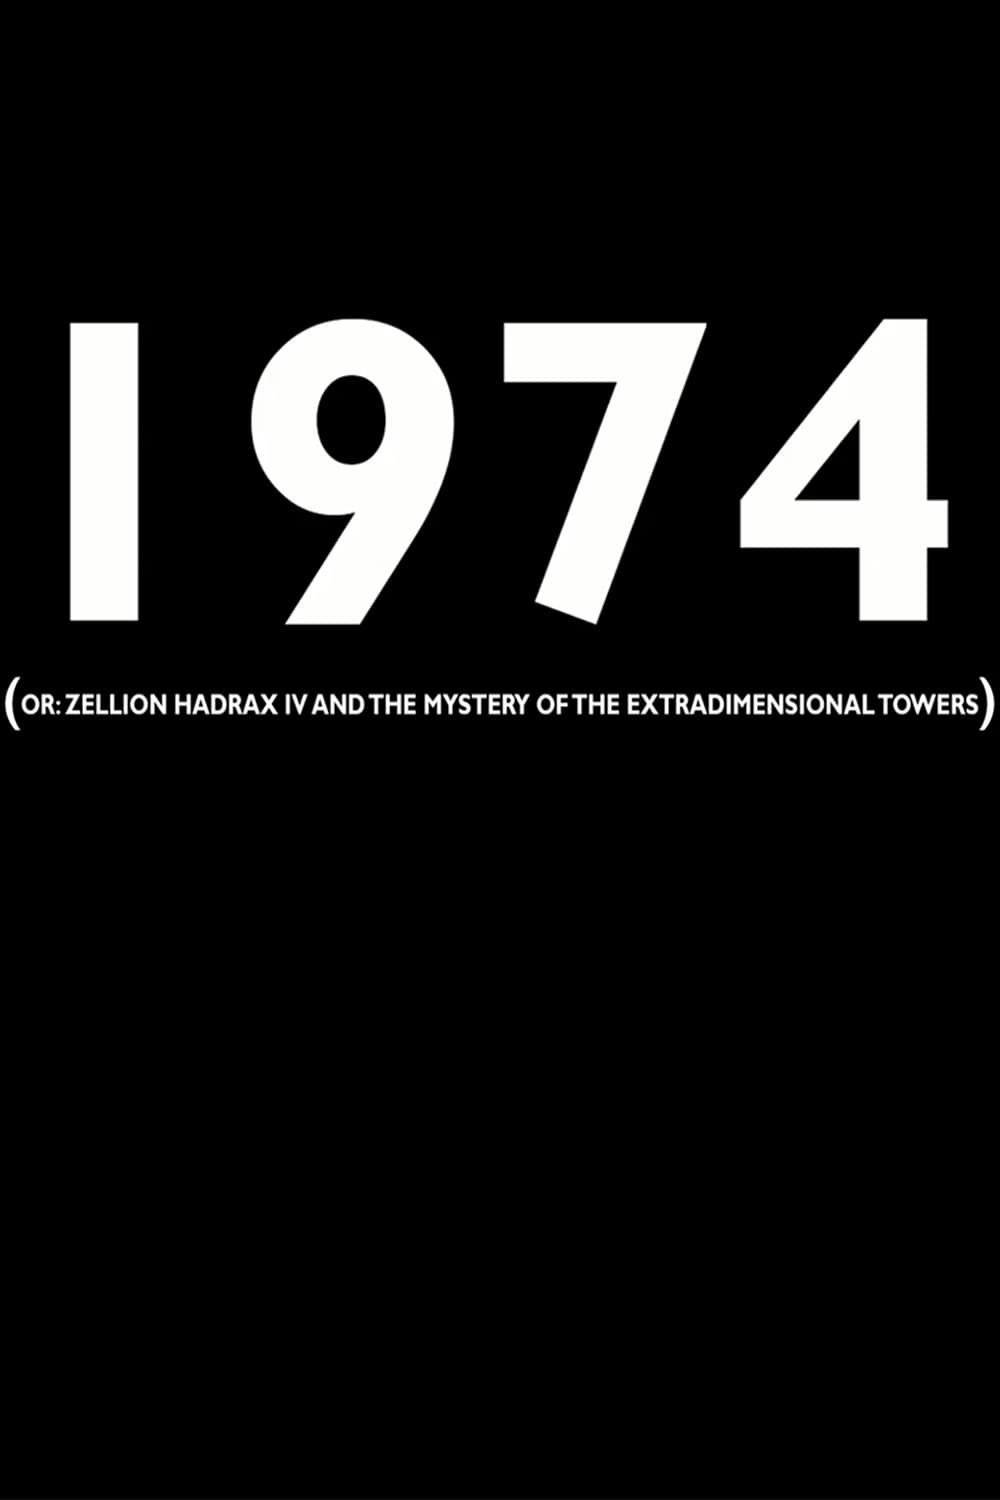 1974
(OR: ZELLION HADRAX IV AND THE MYSTERY OF THE EXTRADIMENSIONAL TOWERS)